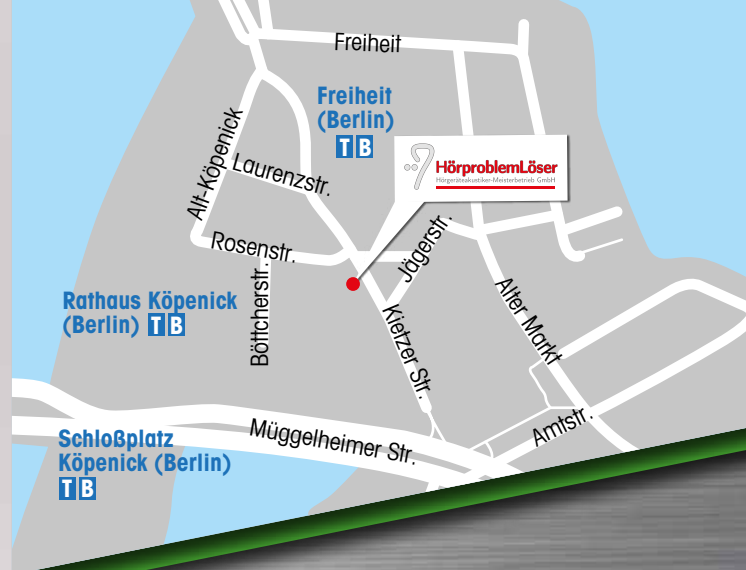 Freiheit
Freiheit
(Berlin)
T B
HörproblemLöser
Hörgeräteakustiker-Meisterbetrieb GmbH
Alt-Köpenick
Laurenzstr.
Rosenstr.
Jägerstr.
Böttcherstr.
Rathaus Köpenick
(Berlin) T B
Kietzer Str.
Alter Markt
Amtstr.
Müggelheimer Str.
Schloßplatz
Köpenick (Berlin)
T B